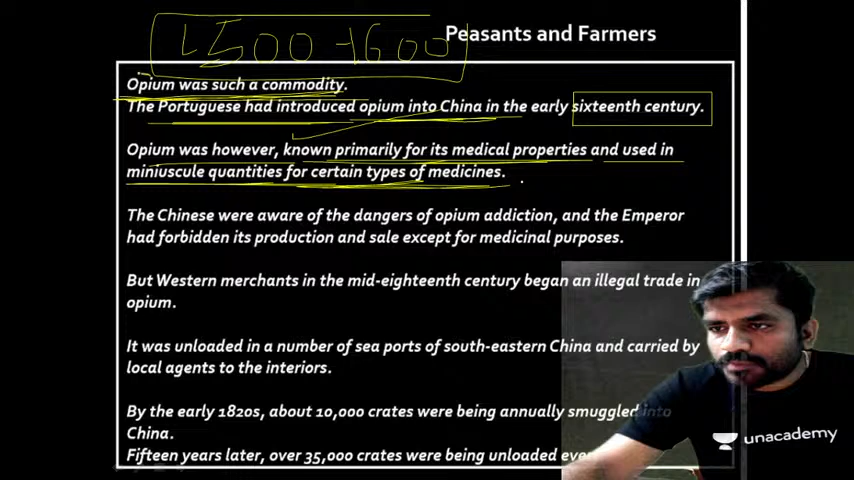 1500-1600
Peasants and Farmers
Opium was such a commodity.
The Portuguese had introduced opium into China in the early sixteenth century.
Opium was however, known primarily for its medical properties and used in
miniuscule quantities for certain types of medicines.
The Chinese were aware of the dangers of opium addiction, and the Emperor
had forbidden its production and sale except for medicinal purposes.
But Western merchants in the mid-eighteenth century began an illegal trade in
opium.
It was unloaded in a number of sea ports of south-eastern China and carried by
local agents to the interiors.
By the early 1820s, about 10,000 crates were being annually smuggled into
China.
Fifteen years later, over 35,000 crates were being unloaded
unacademy